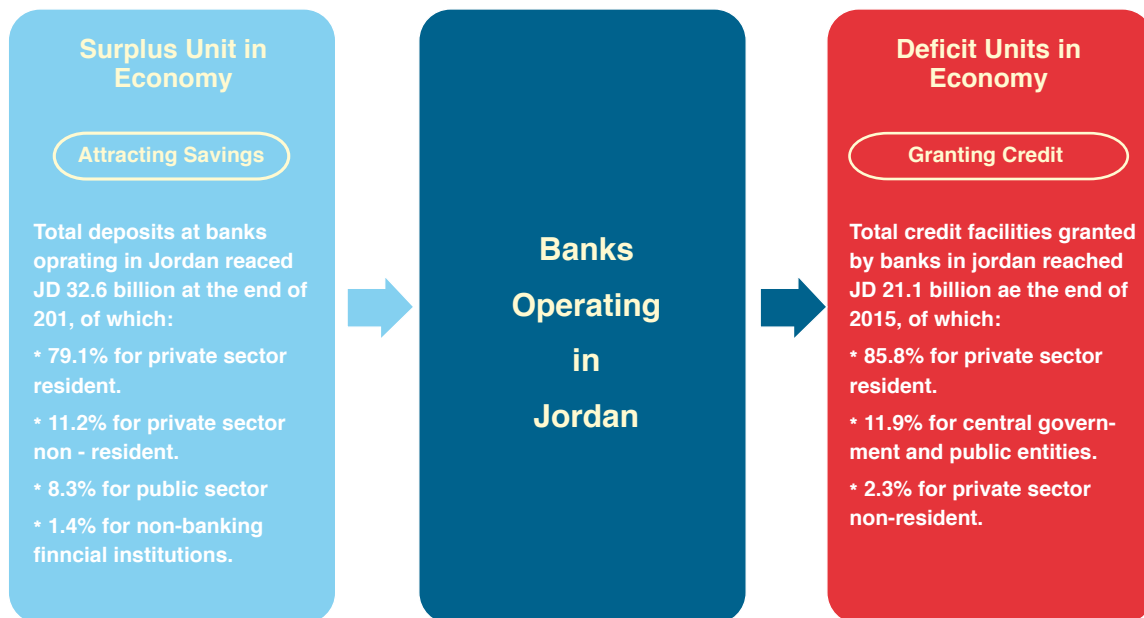 Surplus Unit in
Economy
Attracting Savings
Total deposits at banks
oprating in Jordan reaced
JD 32.6 billion at the end of
201, of which:
* 79.1% for private sector
resident.
* 11.2% for private sector
non - resident.
* 8.3% for public sector
* 1.4% for non-banking
finncial institutions.
Banks
Operating
in
Jordan
Deficit Units in
Economy
Granting Credit
Total credit facilities granted
by banks in jordan reached
JD 21.1 billion ae the end of
2015, of which:
* 85.8% for private sector
resident.
* 11.9% for central govern-
ment and public entities.
* 2.3% for private sector
non-resident.